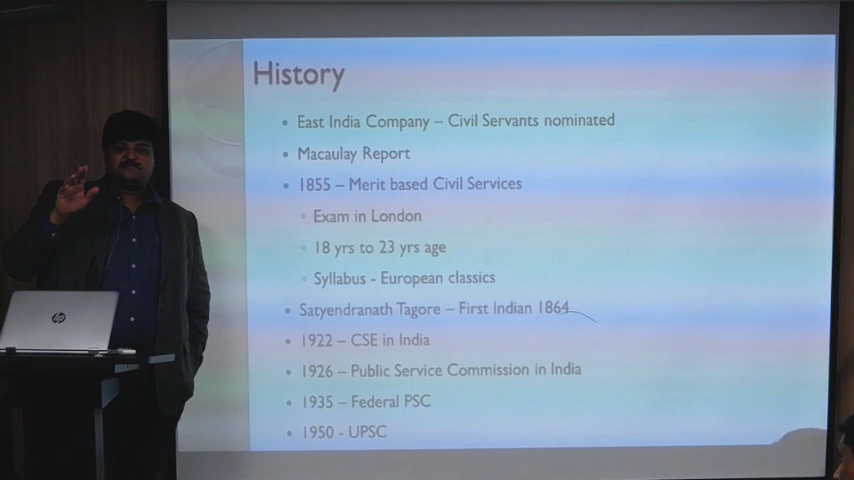 History
• East India Company – Civil Servants nominated
• Macaulay Report
• 1855 – Merit based Civil Services
◦ Exam in London
◦ 18 yrs to 23 yrs age
◦ Syllabus - European classics
• Satyendranath Tagore – First Indian 1864
• 1922 – CSE in India
• 1926 – Public Service Commission in India
• 1935 – Federal PSC
• 1950 - UPSC
hp